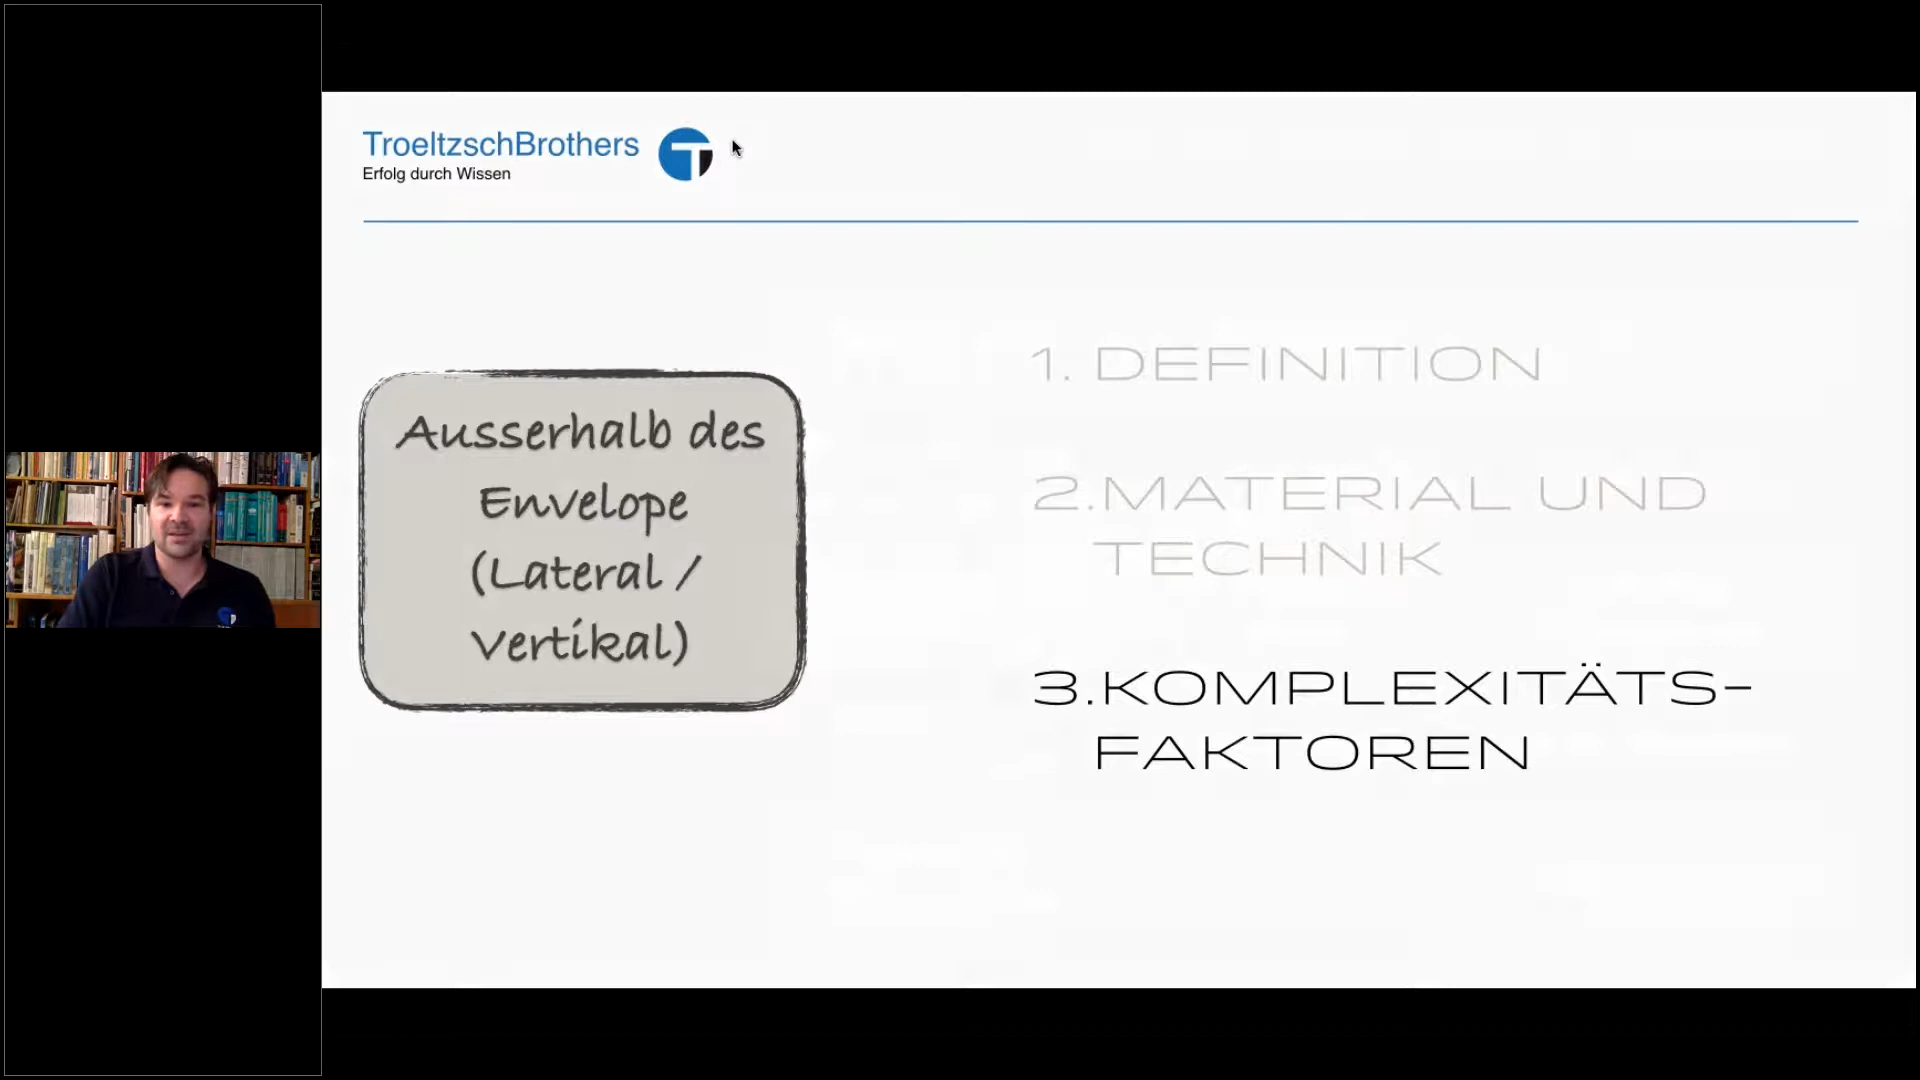 TroeltzschBrothers
Erfolg durch Wissen
Ausserhalb des
Envelope
(Lateral /
Vertikal)
1. DEFINITION
2.MATERIAL UND
TECHNIK
3.KOMPLEXITÄTS-
FAKTOREN